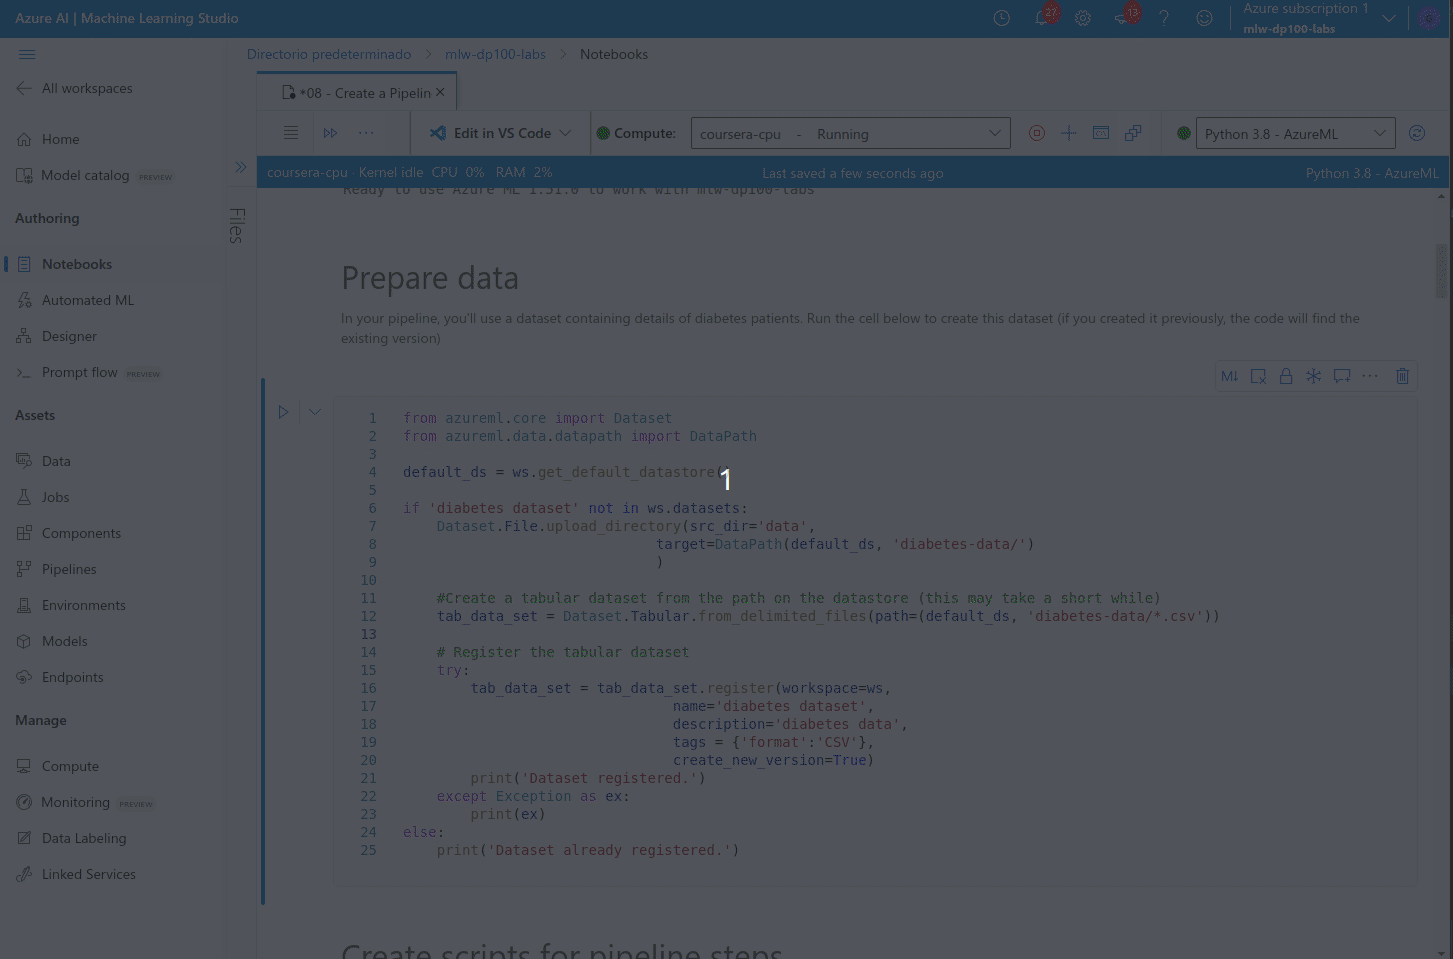 Azure AI | Machine Learning Studio
27
13
Azure subscription 1
mlw-dp100-labs
Directorio predeterminado > mlw-dp100-labs > Notebooks
All workspaces
Home
Model catalog PREVIEW
Authoring
Notebooks
Automated ML
Designer
Prompt flow PREVIEW
Assets
Data
Jobs
Components
Pipelines
Environments
Models
Endpoints
Manage
Compute
Monitoring PREVIEW
Data Labeling
Linked Services
Files
*08 - Create a Pipelin
Edit in VS Code
Compute:
coursera-cpu - Running
Python 3.8 - AzureML
coursera-cpu · Kernel idle CPU 0% RAM 2%
Last saved a few seconds ago
Python 3.8 - AzureML
Ready to use Azure ML 1.51.0 to work with mlw-dp100-labs
Prepare data
In your pipeline, you'll use a dataset containing details of diabetes patients. Run the cell below to create this dataset (if you created it previously, the code will find the
existing version)
M↓
1 from azureml.core import Dataset
2 from azureml.data.datapath import DataPath
3
4 default_ds = ws.get_default_datastore(
1
5
6 if 'diabetes dataset' not in ws.datasets:
7 Dataset.File.upload_directory(src_dir='data',
8 target=DataPath(default_ds, 'diabetes-data/')
9 )
10
11 #Create a tabular dataset from the path on the datastore (this may take a short while)
12 tab_data_set = Dataset.Tabular.from_delimited_files(path=(default_ds, 'diabetes-data/*.csv'))
13
14 # Register the tabular dataset
15 try:
16 tab_data_set = tab_data_set.register(workspace=ws,
17 name='diabetes dataset',
18 description='diabetes data',
19 tags = {'format':'CSV'},
20 create_new_version=True)
21 print('Dataset registered.')
22 except Exception as ex:
23 print(ex)
24 else:
25 print('Dataset already registered.')
Create scripts for pipeline steps